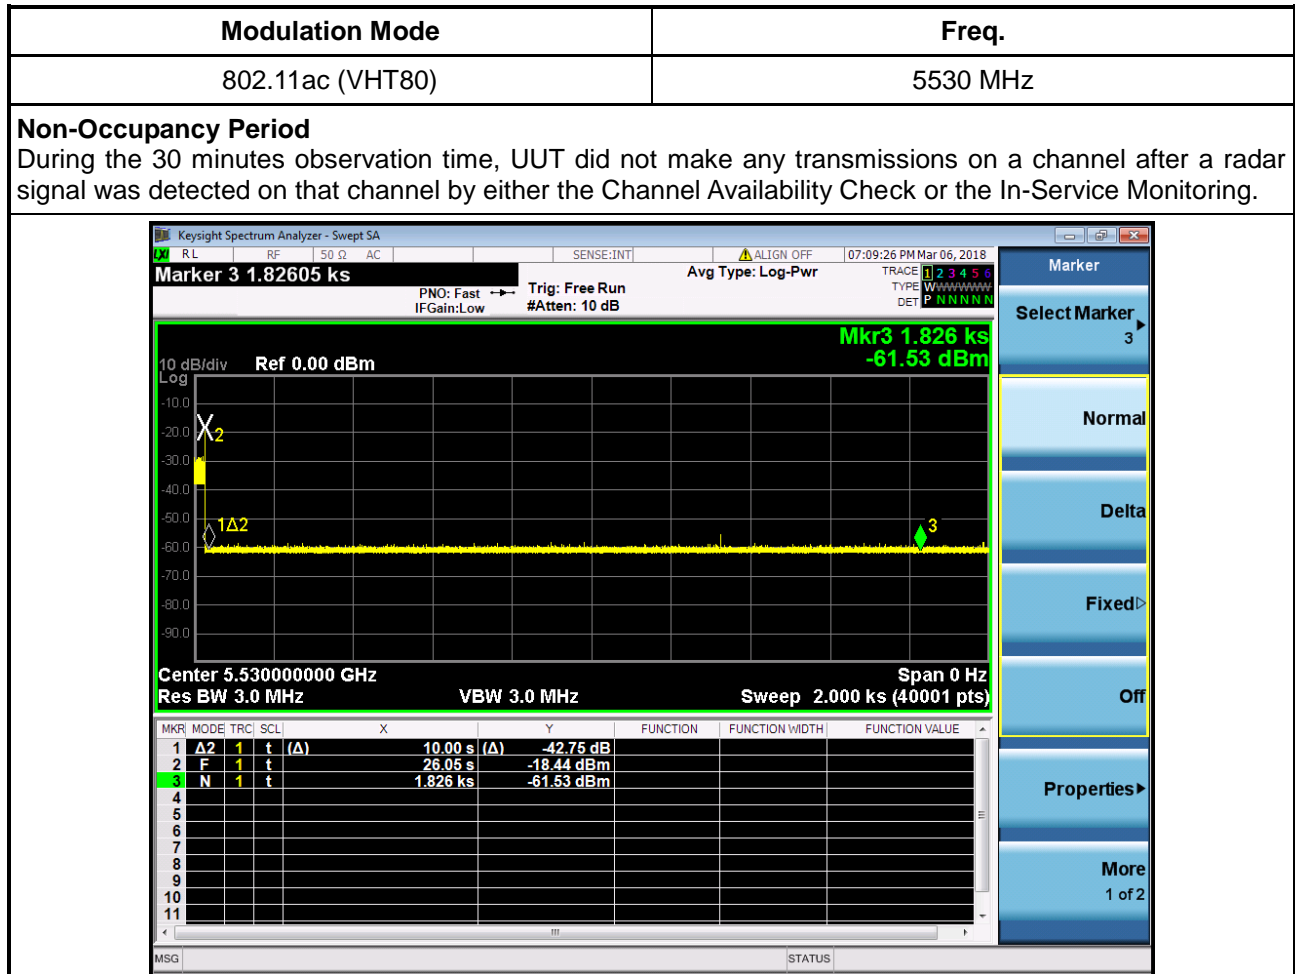 Modulation Mode Freq.
802.11ac (VHT80) 5530 MHz
Non-Occupancy Period
During the 30 minutes observation time, UUT did not make any transmissions on a channel after a radar
signal was detected on that channel by either the Channel Availability Check or the In-Service Monitoring.
Keysight Spectrum Analyzer - Swept SA
LXI RL RF 50 Ω AC SENSE:INT ALIGN OFF 07:09:26 PM Mar 06, 2018
Marker 3 1.82605 ks
PNO: Fast
IFGain:Low
Trig: Free Run
#Atten: 10 dB
Avg Type: Log-Pwr
TRACE 1 2 3 4 5 6
TYPE WWWWWW
DET P N N N N N
Mkr3 1.826 ks
-61.53 dBm
10 dB/div Ref 0.00 dBm
Log
-10.0
-20.0
-30.0
-40.0
-50.0
-60.0
-70.0
-80.0
-90.0
2
1Δ2
3
Center 5.530000000 GHz Span 0 Hz
Res BW 3.0 MHz VBW 3.0 MHz Sweep 2.000 ks (40001 pts)
MKR MODE TRC SCL X Y FUNCTION FUNCTION WIDTH FUNCTION VALUE
1 Δ2 1 t (Δ) 10.00 s (Δ) -42.75 dB
2 F 1 t 26.05 s -18.44 dBm
3 N 1 t 1.826 ks -61.53 dBm
4
5
6
7
8
9
10
11
MSG STATUS
Marker
Select Marker
3
Normal
Delta
Fixed
Off
Properties
More
1 of 2